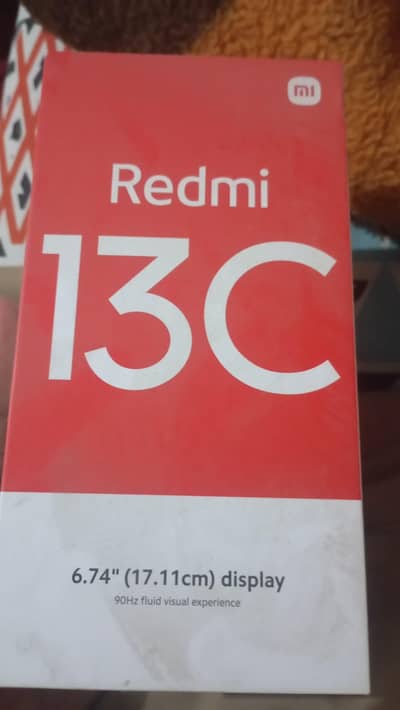 mi
Redmi
13C
6.74" (17.11cm) display
90Hz fluid visual experience